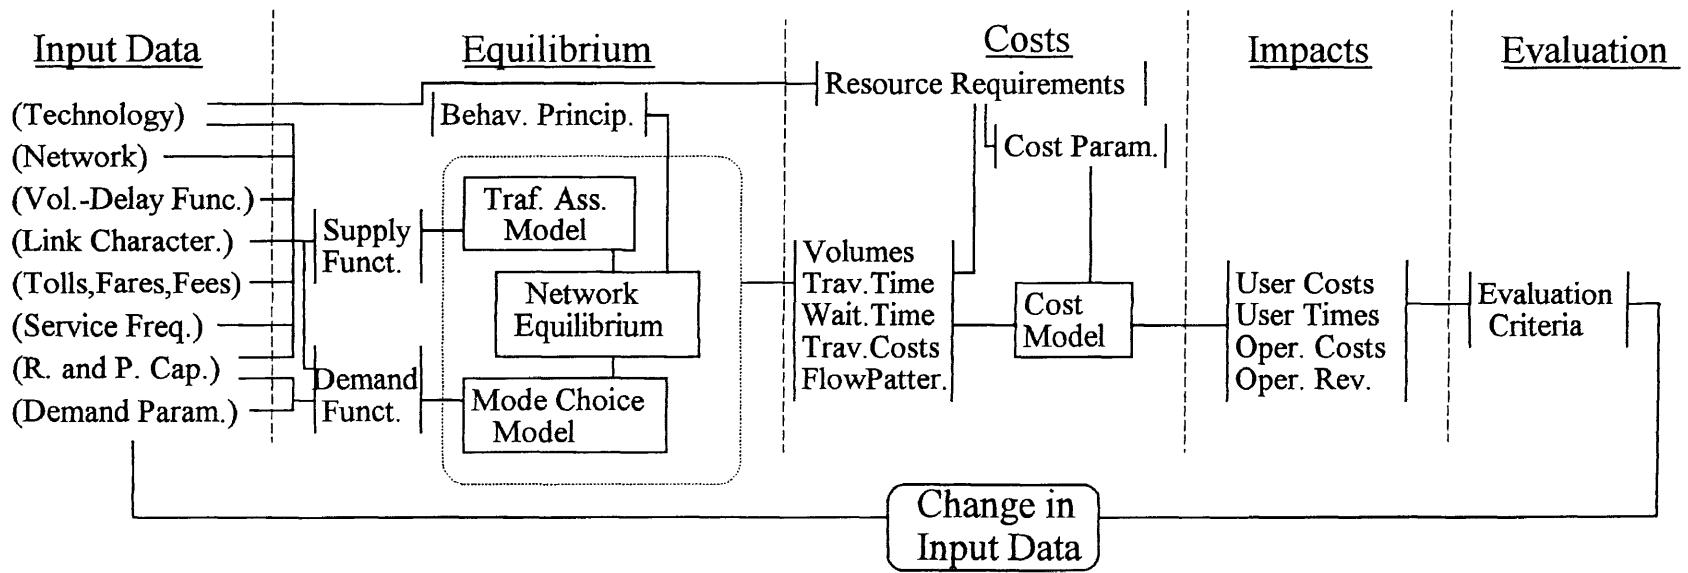 Input Data
Equilibrium
Costs
Impacts
Evaluation
(Technology)
(Network)
(Vol.-Delay Func.)
(Link Character.)
(Tolls,Fares,Fees)
(Service Freq.)
(R. and P. Cap.)
(Demand Param.)
Behav. Princip.
Supply
Funct.
Demand
Funct.
Traf. Ass.
Model
Network
Equilibrium
Mode Choice
Model
Resource Requirements
Cost Param.
Volumes
Trav.Time
Wait.Time
Trav.Costs
FlowPatter.
Cost
Model
User Costs
User Times
Oper. Costs
Oper. Rev.
Evaluation
Criteria
Change in
Input Data